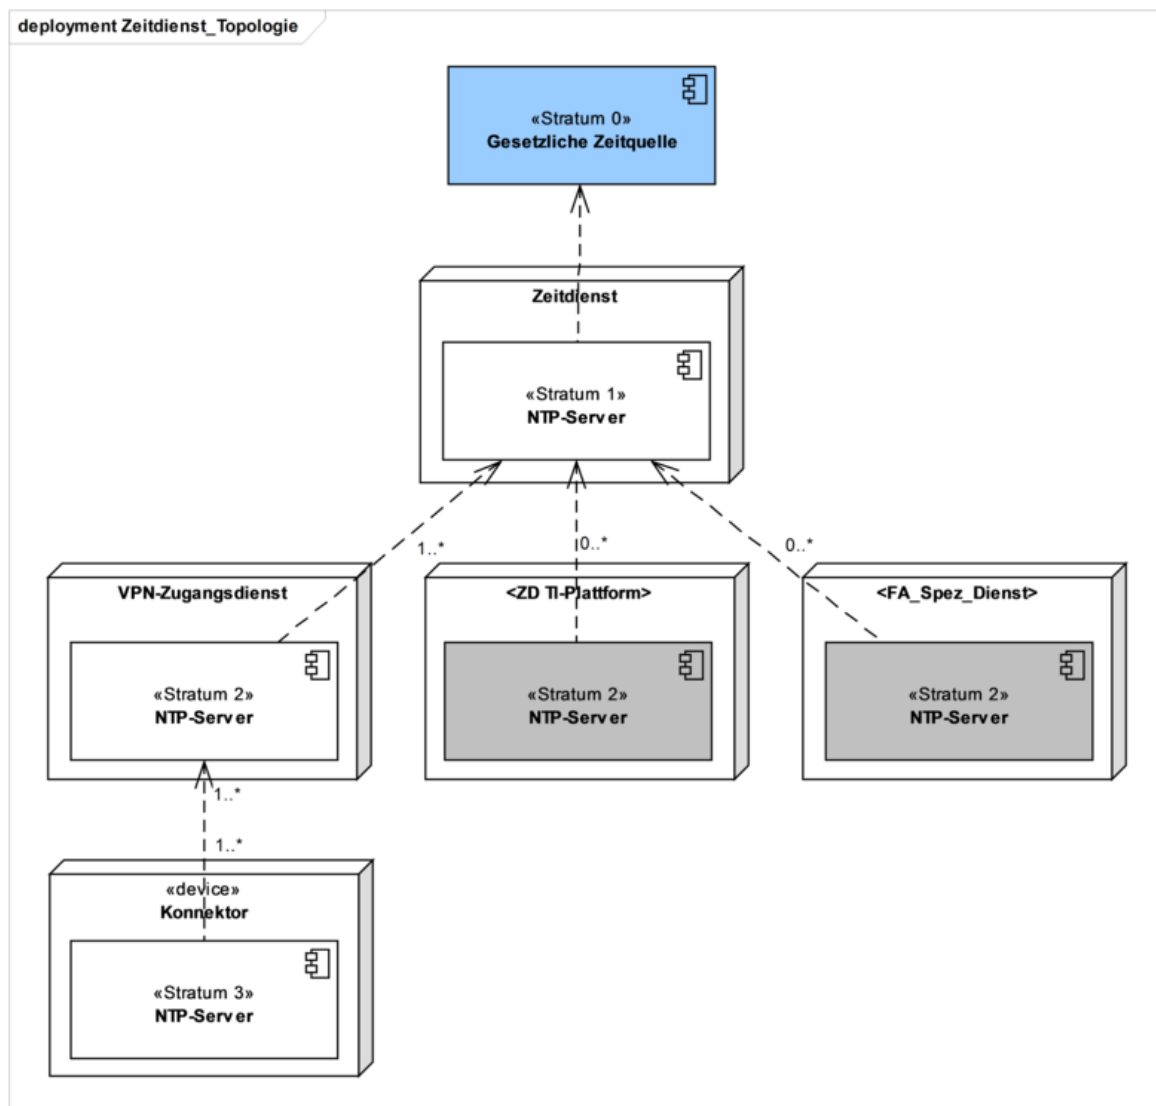 deployment Zeitdienst_Topologie
«Stratum 0»
Gesetzliche Zeitquelle
Zeitdienst
«Stratum 1»
NTP-Server
1..*
0..*
0..*
VPN-Zugangsdienst
«Stratum 2»
NTP-Server
<ZD TI-Plattform>
«Stratum 2»
NTP-Server
<FA_Spez_Dienst>
«Stratum 2»
NTP-Server
1..*
1..*
«device»
Konnektor
«Stratum 3»
NTP-Server